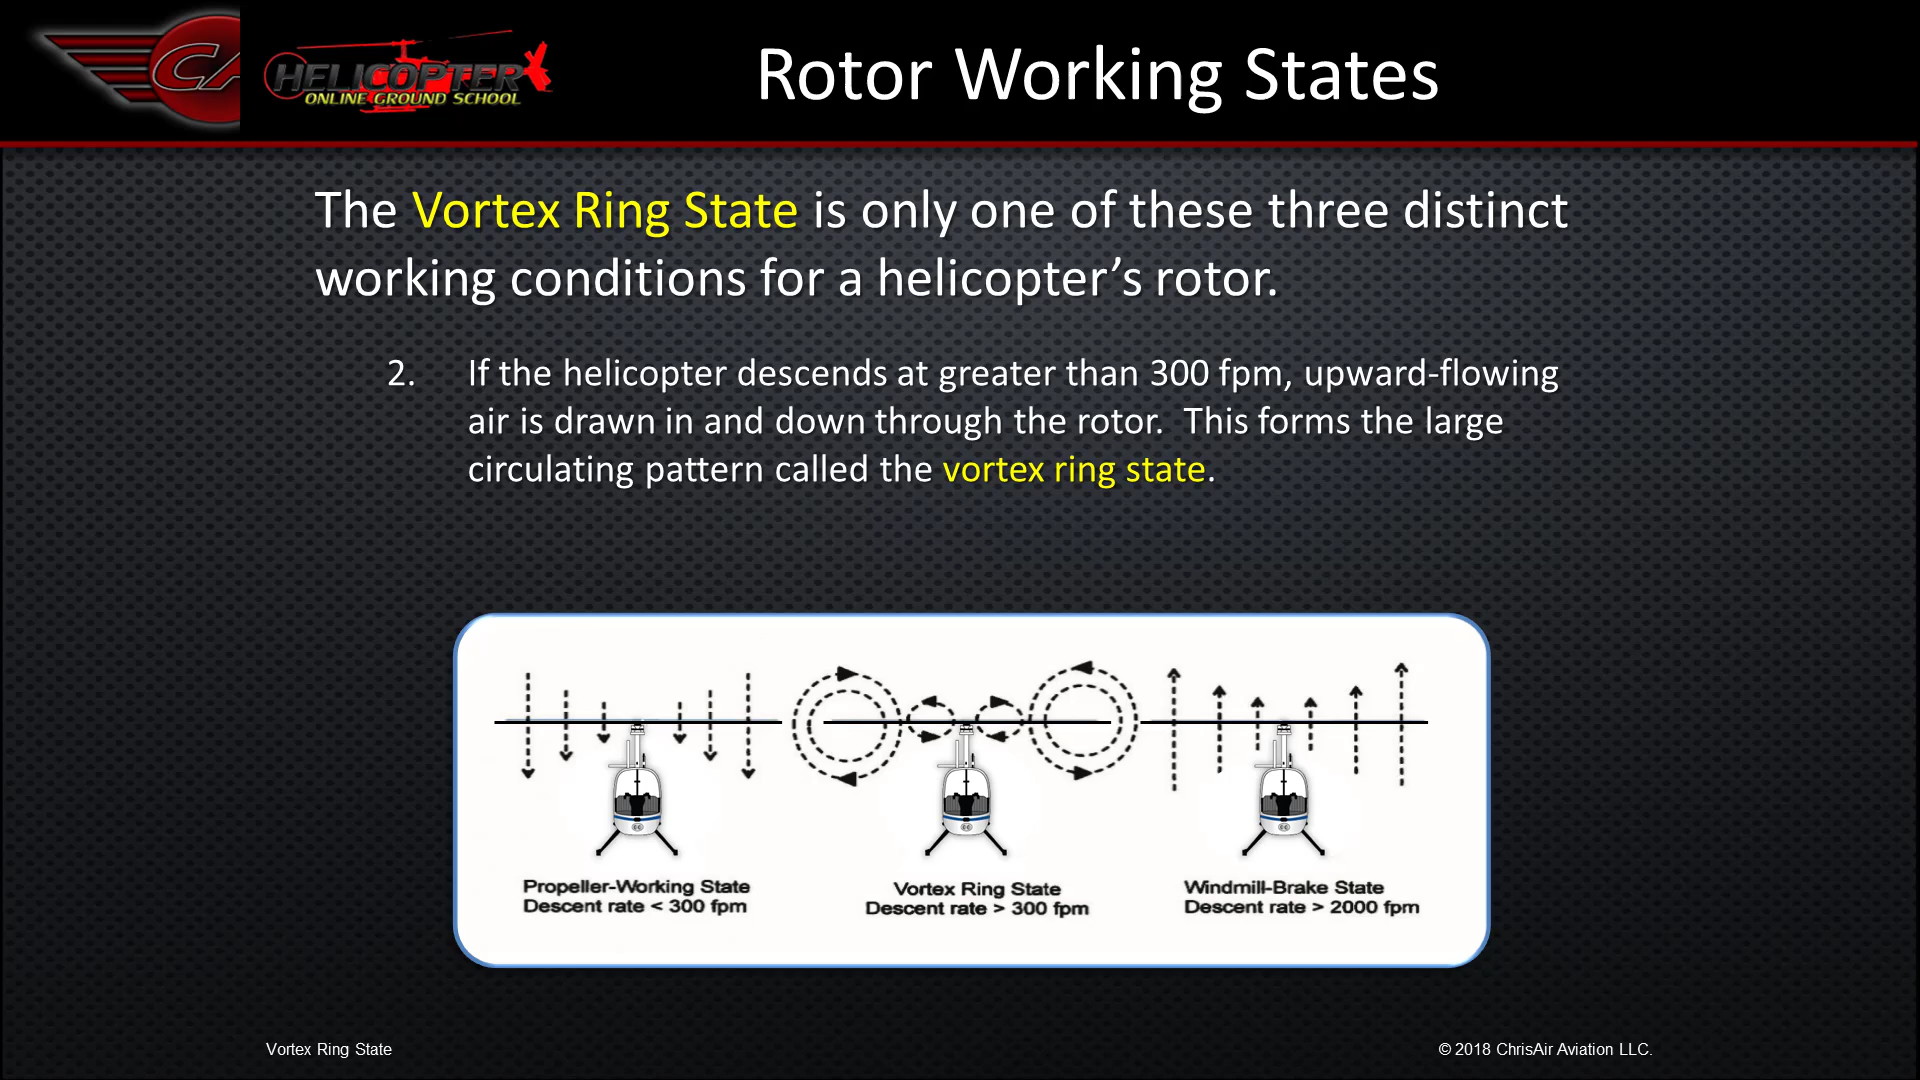 CA
HELICOPTER
ONLINE GROUND SCHOOL
Rotor Working States
The Vortex Ring State is only one of these three distinct
working conditions for a helicopter’s rotor.
2. If the helicopter descends at greater than 300 fpm, upward-flowing
air is drawn in and down through the rotor.  This forms the large
circulating pattern called the vortex ring state.
Propeller-Working State
Descent rate < 300 fpm
Vortex Ring State
Descent rate > 300 fpm
Windmill-Brake State
Descent rate > 2000 fpm
Vortex Ring State
© 2018 ChrisAir Aviation LLC.